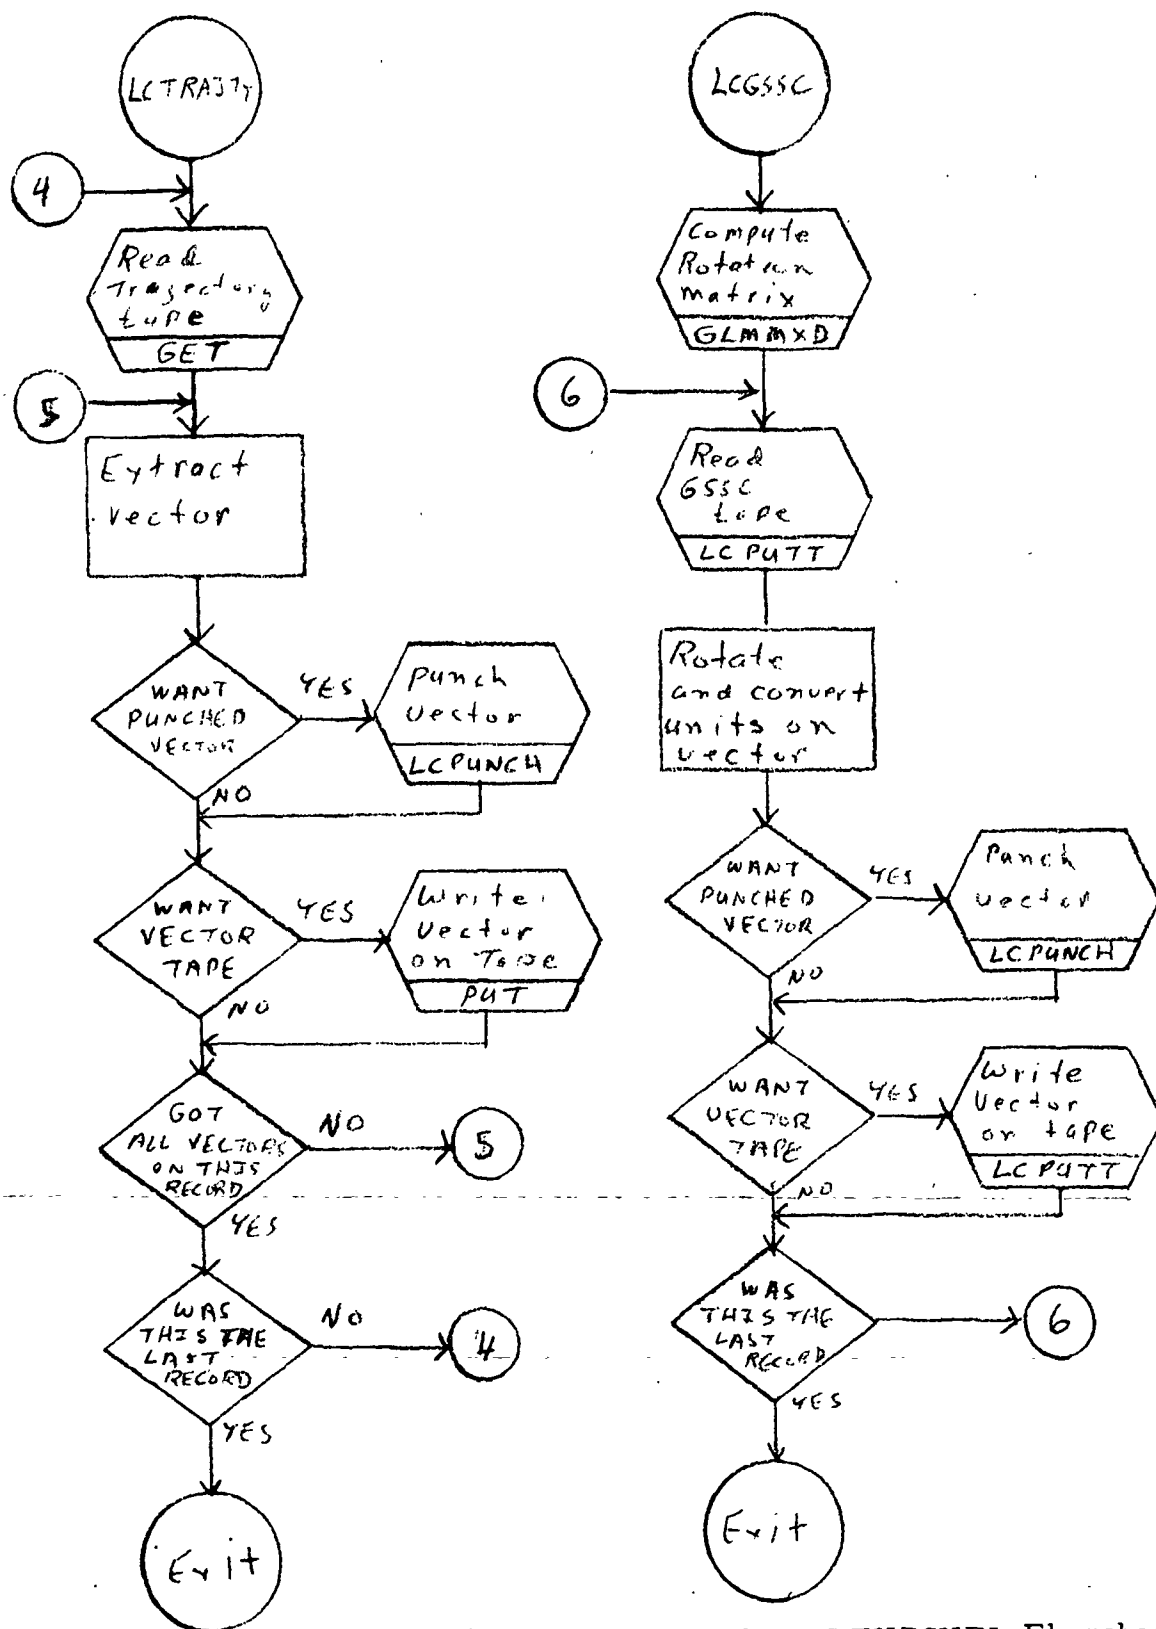 LCTRAJTY
4
Read
Trajectory
tape
GET
5
Extract
vector
WANT
PUNCHED
VECTOR
YES
Punch
vector
LCPUNCH
NO
WANT
VECTOR
TAPE
YES
Write
Vector
on Tape
PUT
NO
GOT
ALL VECTORS
ON THIS
RECORD
NO
5
YES
WAS
THIS THE
LAST
RECORD
NO
4
YES
Exit
LCGSSC
Compute
Rotation
matrix
GLMMXD
6
Read
GSSC
tape
LCPUTT
Rotate
and convert
units on
vector
WANT
PUNCHED
VECTOR
YES
Punch
vector
LCPUNCH
NO
WANT
VECTOR
TAPE
YES
Write
Vector
on tape
LCPUTT
NO
WAS
THIS THE
LAST
RECORD
6
YES
Exit